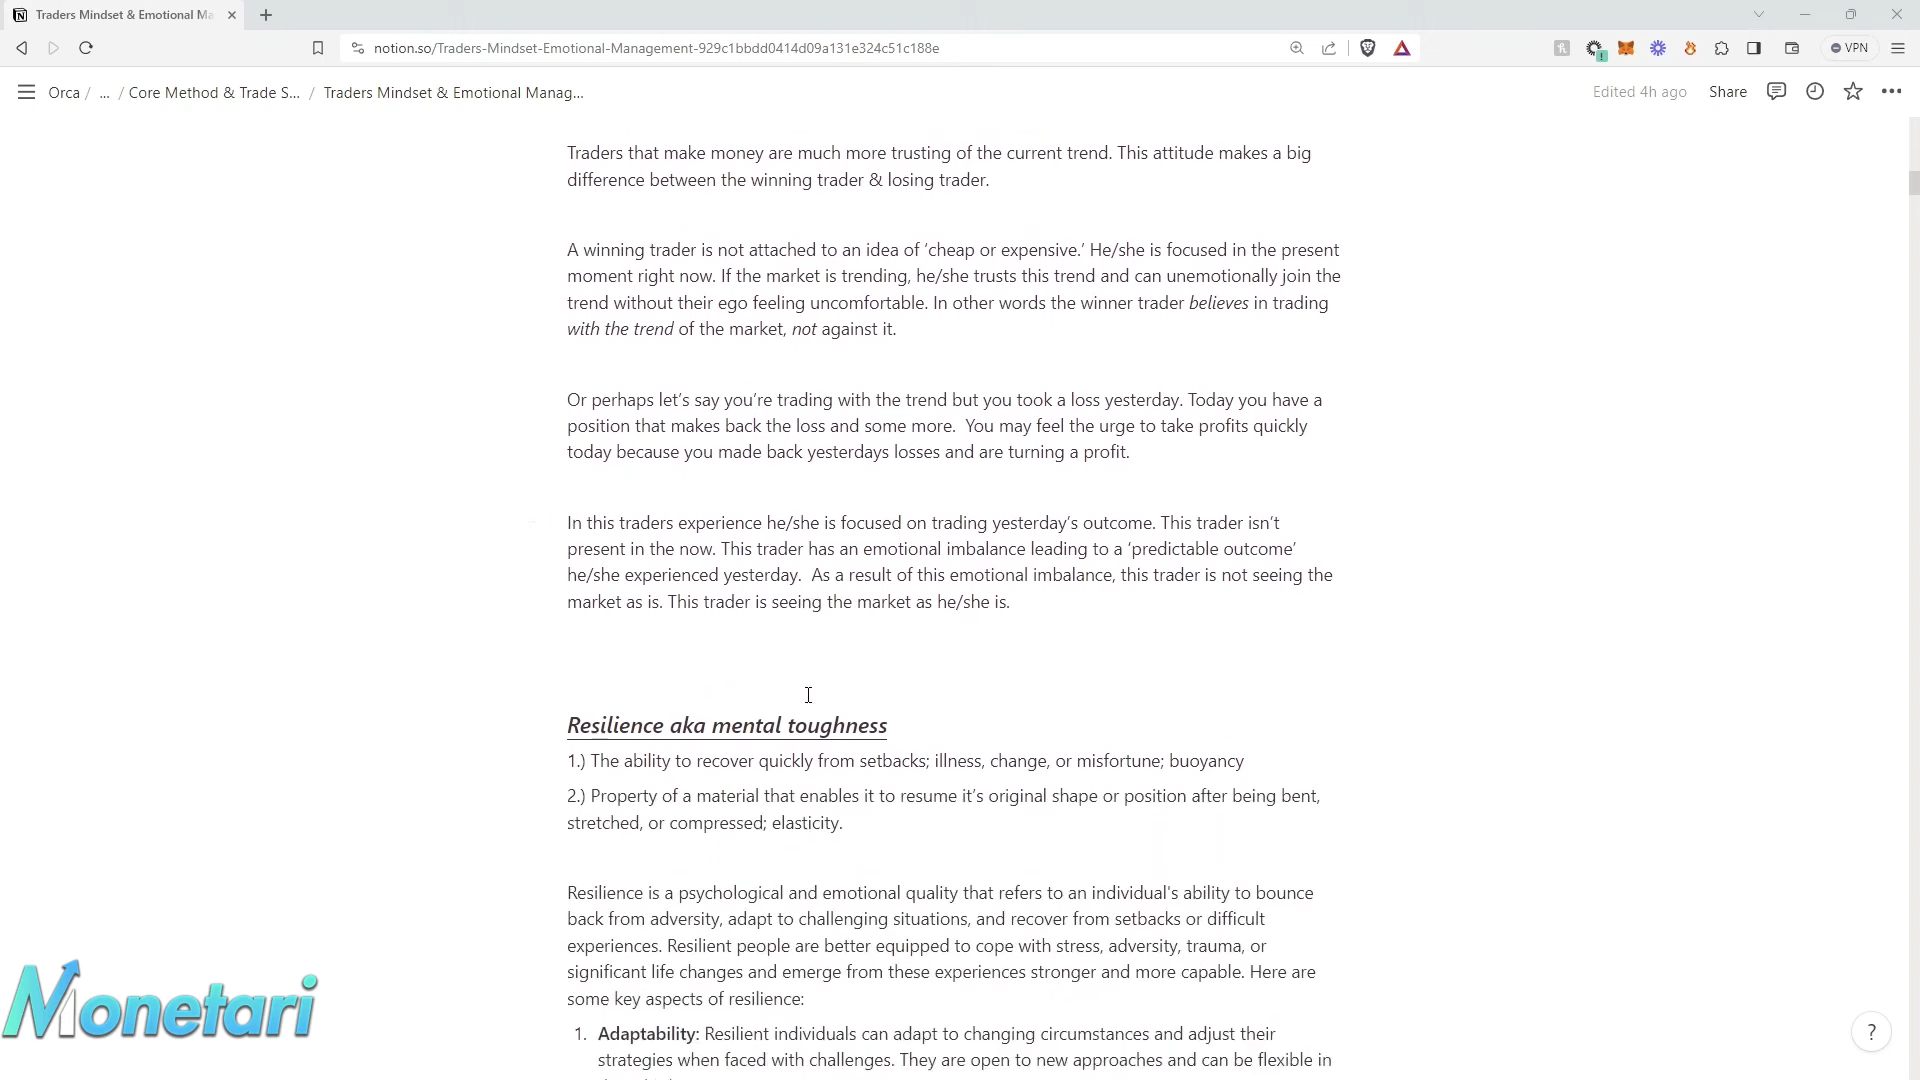 Traders Mindset & Emotional Ma
notion.so/Traders-Mindset-Emotional-Management-929c1bbdd0414d09a131e324c51c188e
VPN
Orca / ... / Core Method & Trade S... / Traders Mindset & Emotional Manag...
Edited 4h ago Share
Traders that make money are much more trusting of the current trend. This attitude makes a big
difference between the winning trader & losing trader.
A winning trader is not attached to an idea of ‘cheap or expensive.’ He/she is focused in the present
moment right now. If the market is trending, he/she trusts this trend and can unemotionally join the
trend without their ego feeling uncomfortable. In other words the winner trader believes in trading
with the trend of the market, not against it.
Or perhaps let’s say you’re trading with the trend but you took a loss yesterday. Today you have a
position that makes back the loss and some more.  You may feel the urge to take profits quickly
today because you made back yesterdays losses and are turning a profit.
In this traders experience he/she is focused on trading yesterday’s outcome. This trader isn’t
present in the now. This trader has an emotional imbalance leading to a ‘predictable outcome’
he/she experienced yesterday.  As a result of this emotional imbalance, this trader is not seeing the
market as is. This trader is seeing the market as he/she is.
Resilience aka mental toughness
1.) The ability to recover quickly from setbacks; illness, change, or misfortune; buoyancy
2.) Property of a material that enables it to resume it’s original shape or position after being bent,
stretched, or compressed; elasticity.
Resilience is a psychological and emotional quality that refers to an individual's ability to bounce
back from adversity, adapt to challenging situations, and recover from setbacks or difficult
experiences. Resilient people are better equipped to cope with stress, adversity, trauma, or
significant life changes and emerge from these experiences stronger and more capable. Here are
some key aspects of resilience:
1. Adaptability: Resilient individuals can adapt to changing circumstances and adjust their
strategies when faced with challenges. They are open to new approaches and can be flexible in
Monetari
?